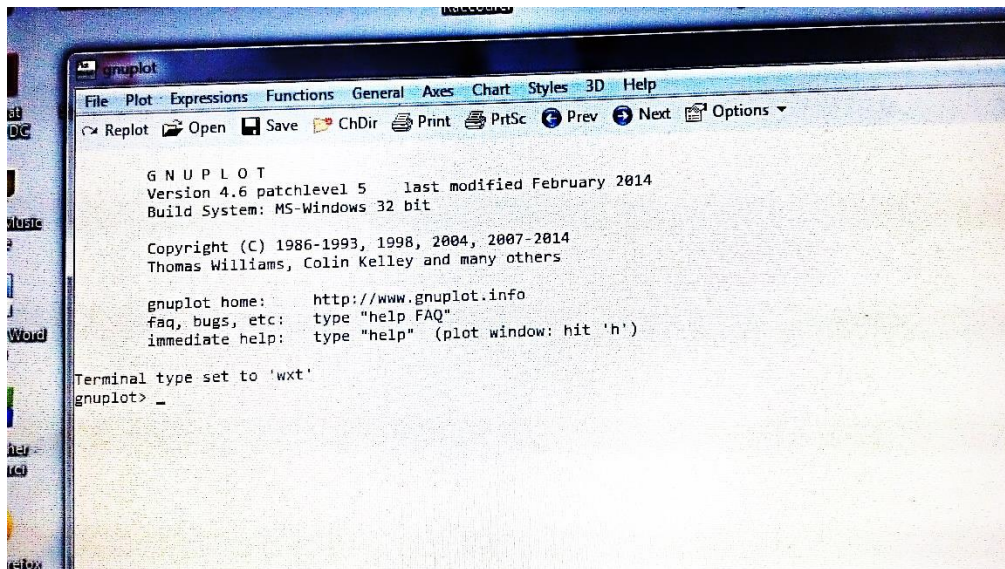 gnuplot
File Plot Expressions Functions General Axes Chart Styles 3D Help
Replot Open Save ChDir Print PrtSc Prev Next Options
G N U P L O T
Version 4.6 patchlevel 5 last modified February 2014
Build System: MS-Windows 32 bit
Copyright (C) 1986-1993, 1998, 2004, 2007-2014
Thomas Williams, Colin Kelley and many others
gnuplot home: http://www.gnuplot.info
faq, bugs, etc: type "help FAQ"
immediate help: type "help" (plot window: hit 'h')
Terminal type set to 'wxt'
gnuplot> _
DC
Word